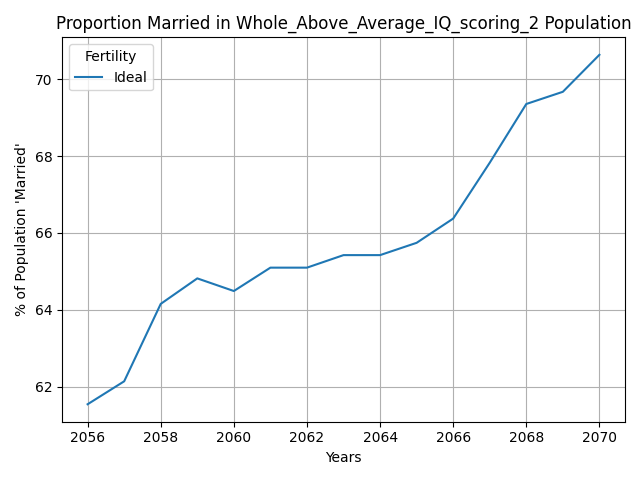 Proportion Married in Whole_Above_Average_IQ_scoring_2 Population
Fertility
Ideal
% of Population 'Married'
70
68
66
64
62
2056 2058 2060 2062 2064 2066 2068 2070
Years